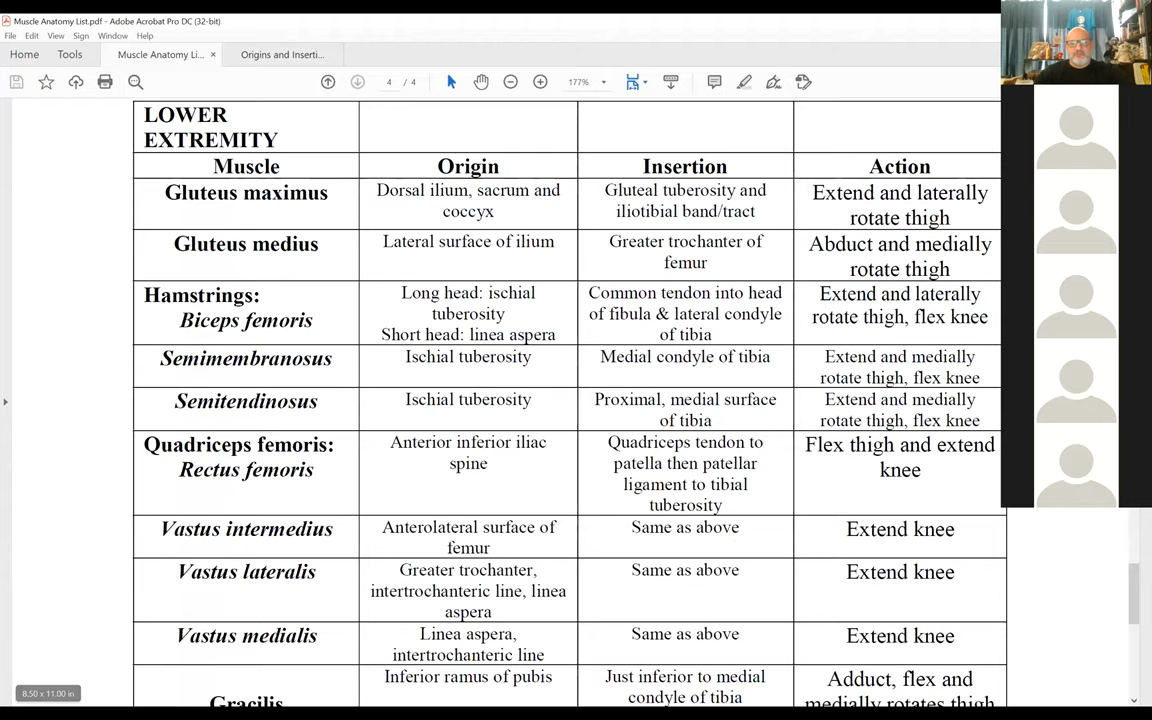 Muscle Anatomy List.pdf - Adobe Acrobat Pro DC (32-bit)
File Edit View Sign Window Help
Home Tools Muscle Anatomy Li... × Origins and Inserti...
4 / 4 177%
LOWER
EXTREMITY
Muscle Origin Insertion Action
Gluteus maximus
Dorsal ilium, sacrum and
coccyx
Gluteal tuberosity and
iliotibial band/tract
Extend and laterally
rotate thigh
Gluteus medius
Lateral surface of ilium
Greater trochanter of
femur
Abduct and medially
rotate thigh
Hamstrings:
Biceps femoris
Long head: ischial
tuberosity
Short head: linea aspera
Common tendon into head
of fibula & lateral condyle
of tibia
Extend and laterally
rotate thigh, flex knee
Semimembranosus
Ischial tuberosity
Medial condyle of tibia
Extend and medially
rotate thigh, flex knee
Semitendinosus
Ischial tuberosity
Proximal, medial surface
of tibia
Extend and medially
rotate thigh, flex knee
Quadriceps femoris:
Rectus femoris
Anterior inferior iliac
spine
Quadriceps tendon to
patella then patellar
ligament to tibial
tuberosity
Flex thigh and extend
knee
Vastus intermedius
Anterolateral surface of
femur
Same as above
Extend knee
Vastus lateralis
Greater trochanter,
intertrochanteric line, linea
aspera
Same as above
Extend knee
Vastus medialis
Linea aspera,
intertrochanteric line
Same as above
Extend knee
Gracilis
Inferior ramus of pubis
Just inferior to medial
condyle of tibia
Adduct, flex and
medially rotates thigh
8.50 x 11.00 in